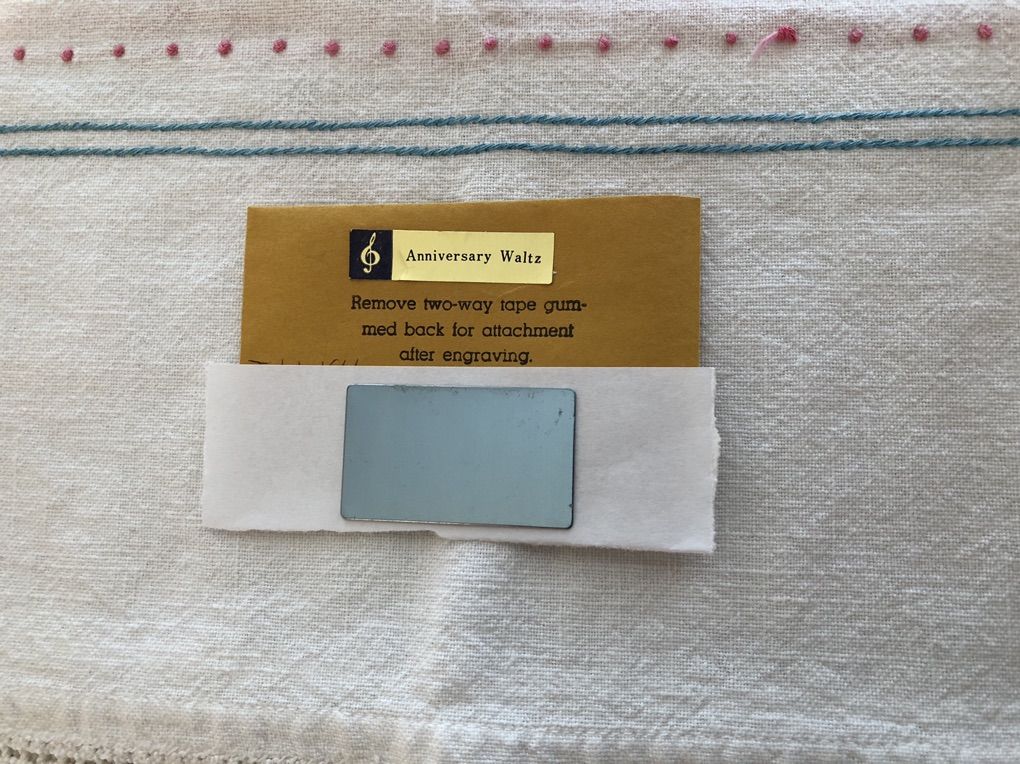 Anniversary Waltz
Remove two-way tape gum-
med back for attachment
after engraving.